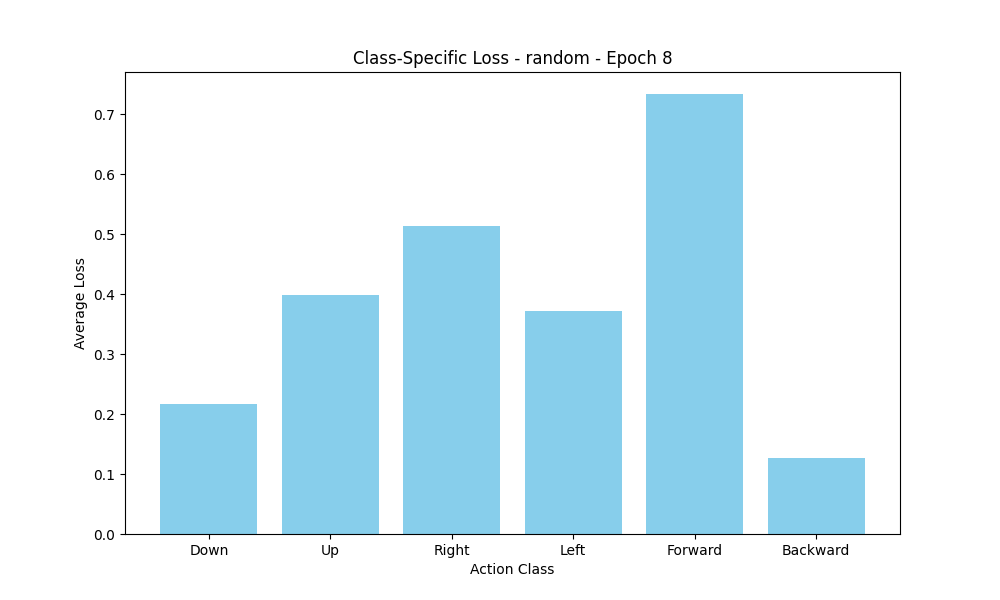 Class-Specific Loss - random - Epoch 8
Average Loss
0.7
0.6
0.5
0.4
0.3
0.2
0.1
0.0
Down Up Right Left Forward Backward
Action Class